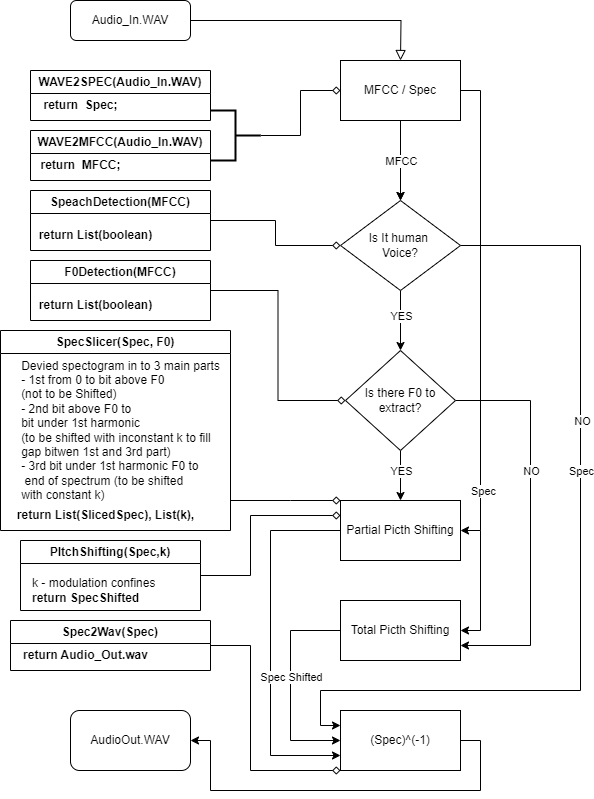 Audio_In.WAV
WAVE2SPEC(Audio_In.WAV)
return Spec;
MFCC / Spec
WAVE2MFCC(Audio_In.WAV)
return MFCC;
MFCC
SpeachDetection(MFCC)
return List(boolean)
Is It human
Voice?
F0Detection(MFCC)
return List(boolean)
YES
SpecSlicer(Spec, F0)
Devied spectogram in to 3 main parts
- 1st from 0 to bit above F0
(not to be Shifted)
- 2nd bit above F0 to
bit under 1st harmonic
(to be shifted with inconstant k to fill
gap bitwen 1st and 3rd part)
- 3rd bit under 1st harmonic F0 to
end of spectrum (to be shifted
with constant k)
return List(SlicedSpec), List(k),
Is there F0 to
extract?
NO
Spec
YES
NO
Spec
Partial Picth Shifting
PItchShifting(Spec,k)
k - modulation confines
return SpecShifted
Total Picth Shifting
Spec2Wav(Spec)
return Audio_Out.wav
Spec Shifted
AudioOut.WAV
(Spec)^(-1)